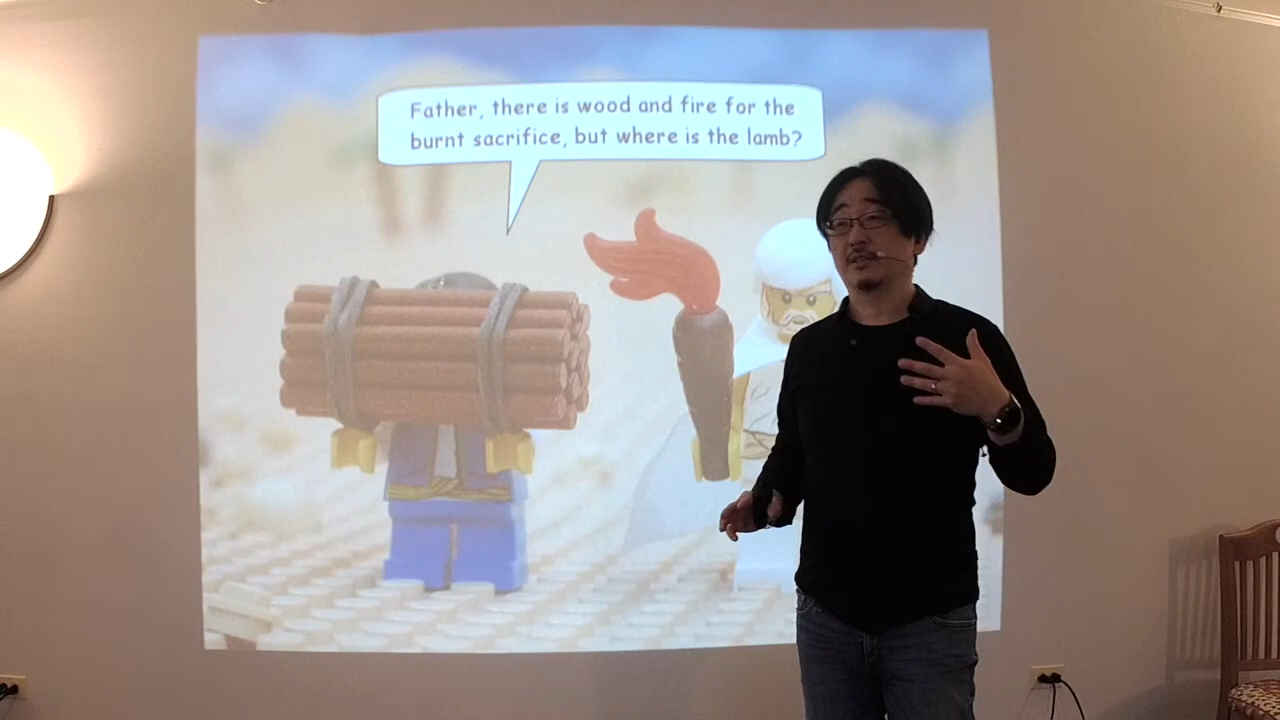 Father, there is wood and fire for the
burnt sacrifice, but where is the lamb?